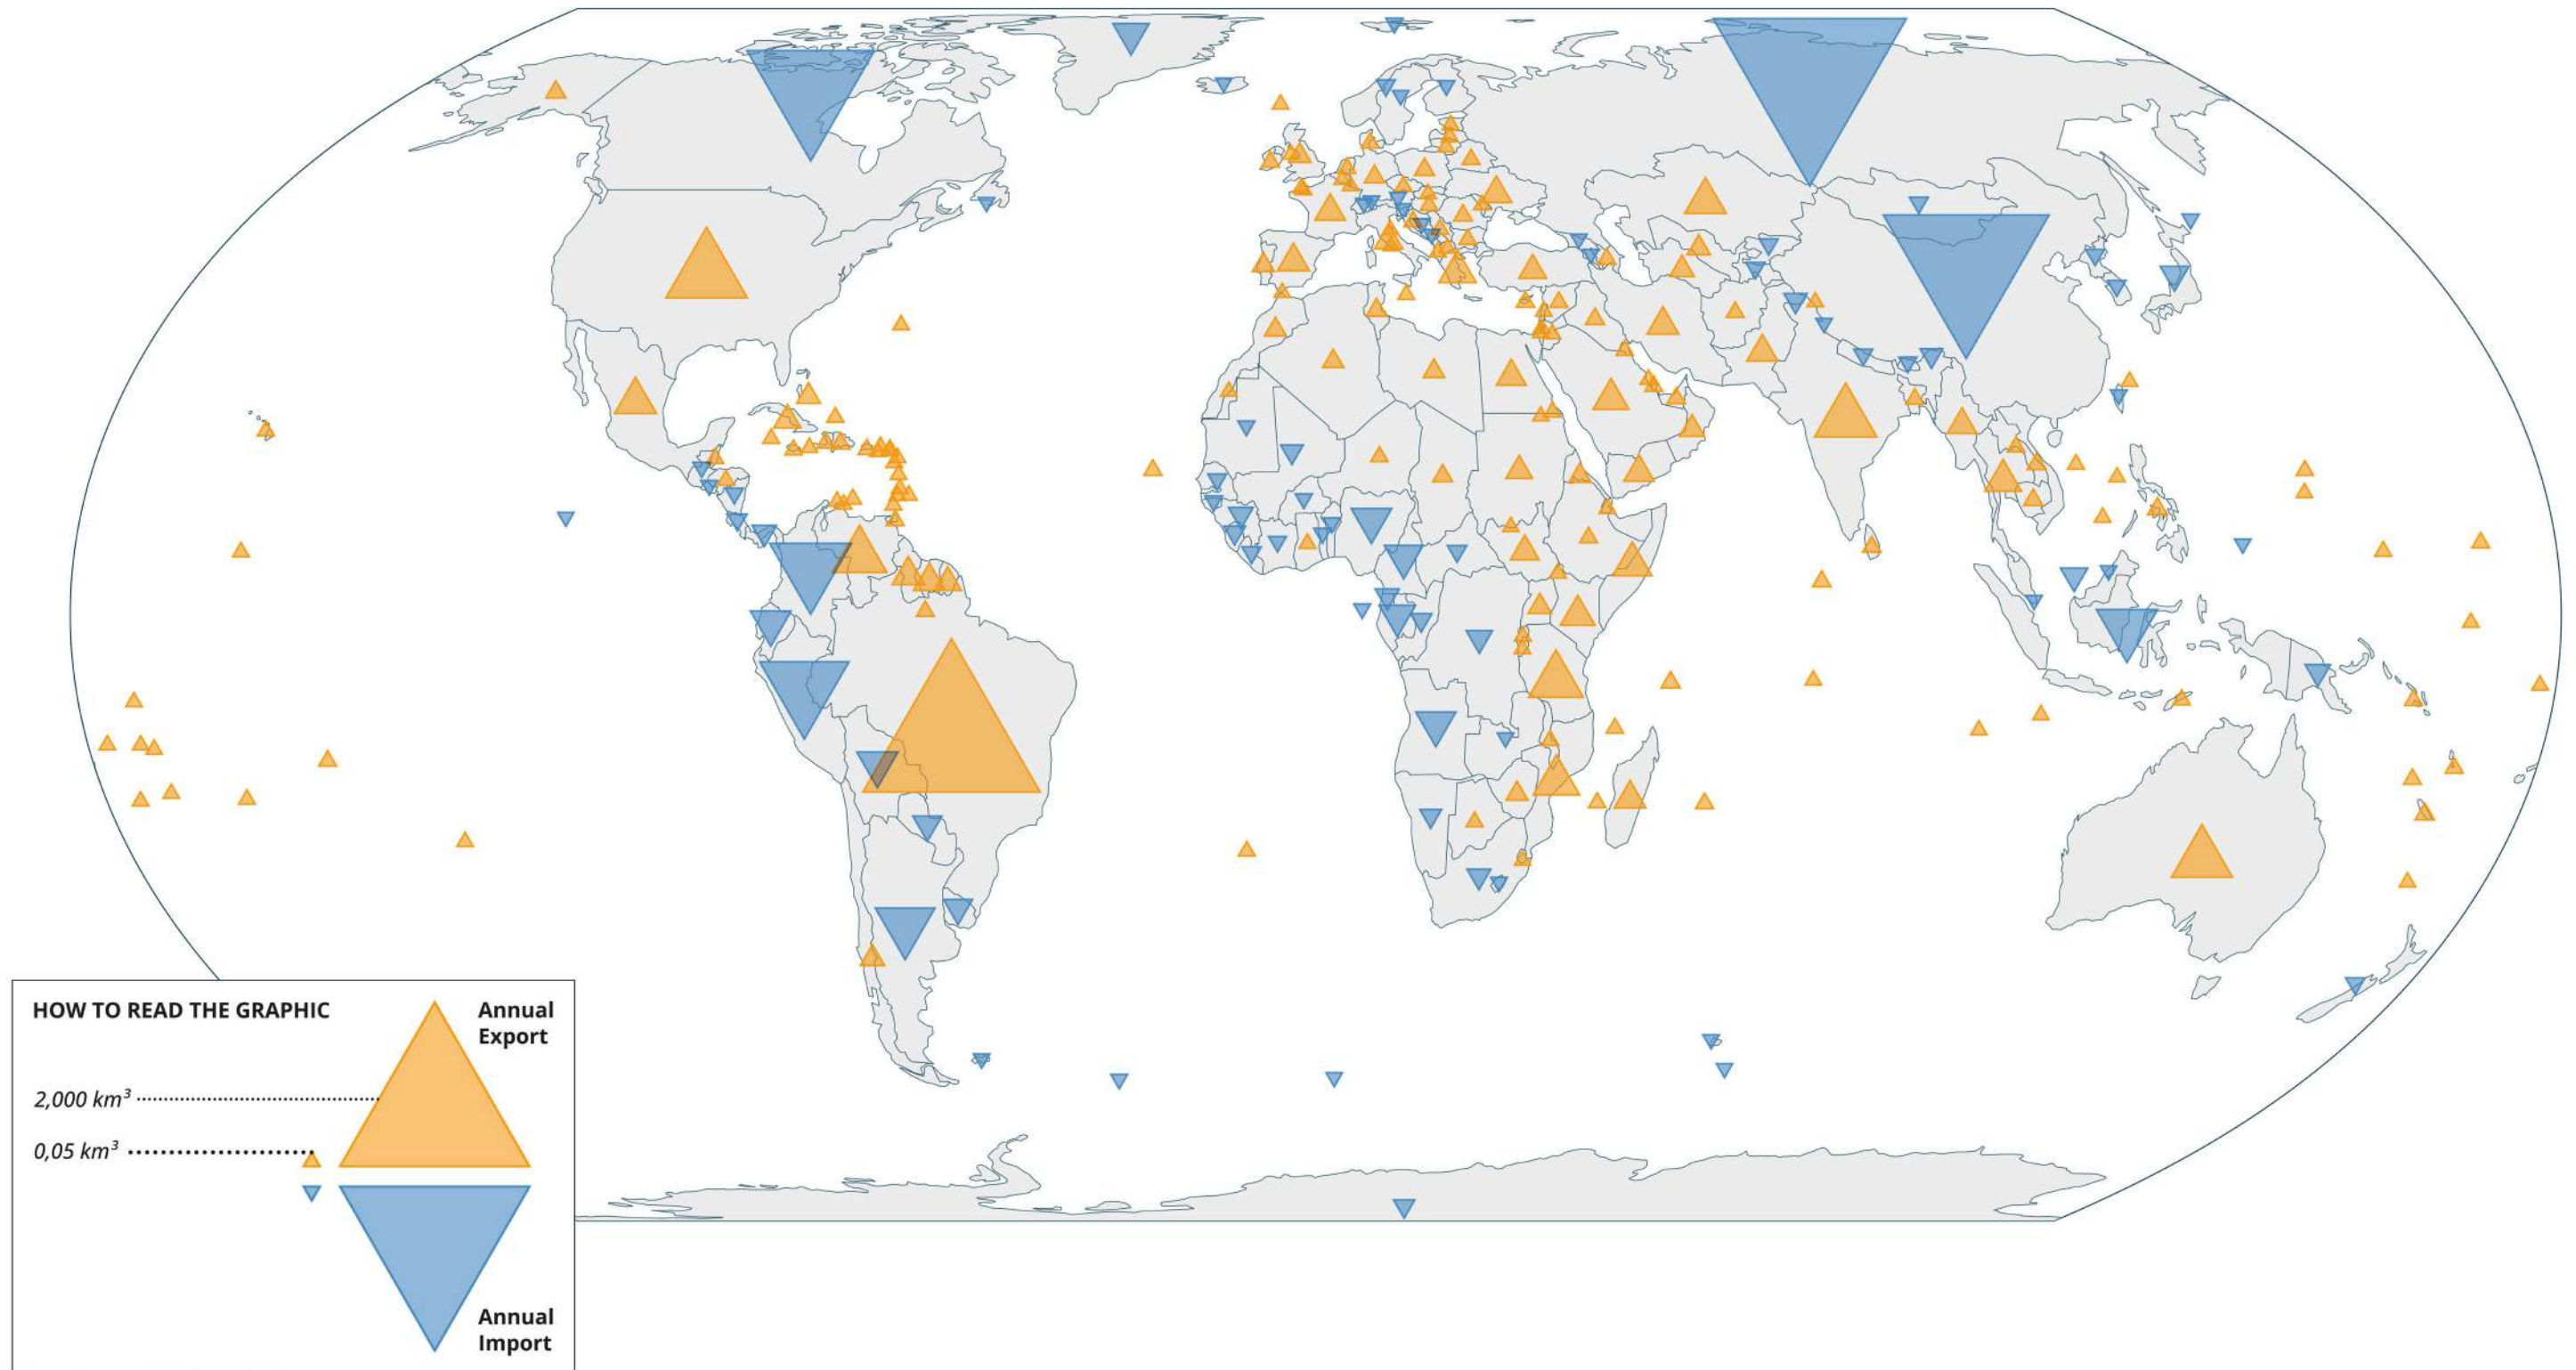 HOW TO READ THE GRAPHIC
Annual
Export
2,000 km³
0,05 km³
Annual
Import